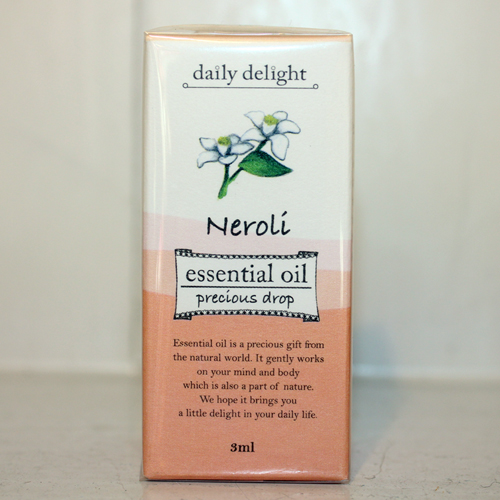 daily delight
Neroli
essential oil
precious drop
Essential oil is a precious gift from
the natural world. It gently works
on your mind and body
which is also a part of nature.
We hope it brings you
a little delight in your daily life.
3ml